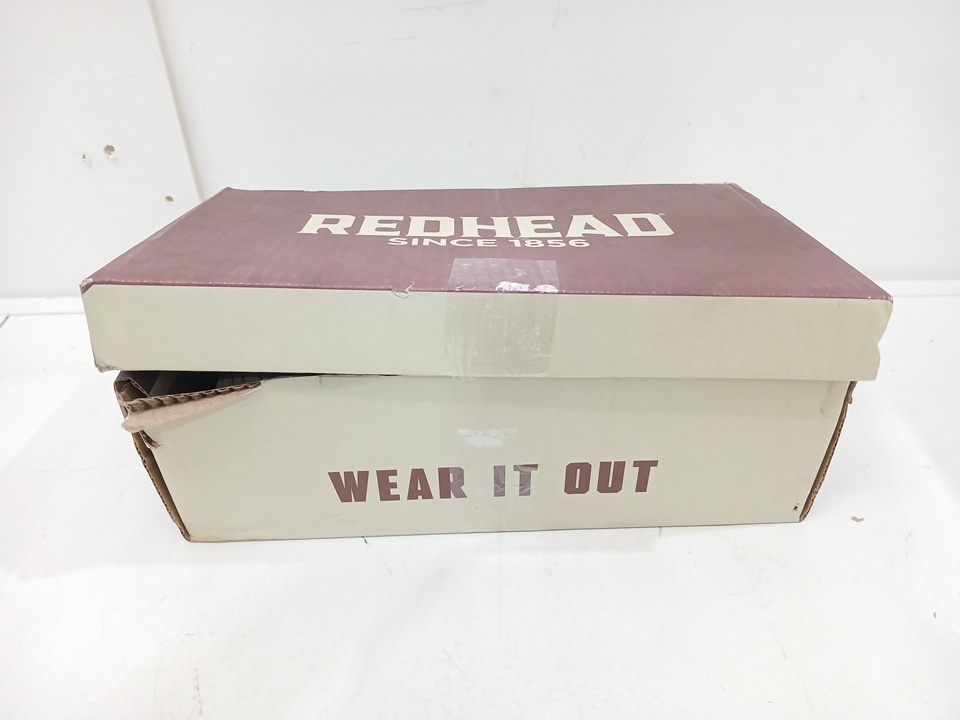 REDHEAD
SINCE 1856
WEAR IT OUT